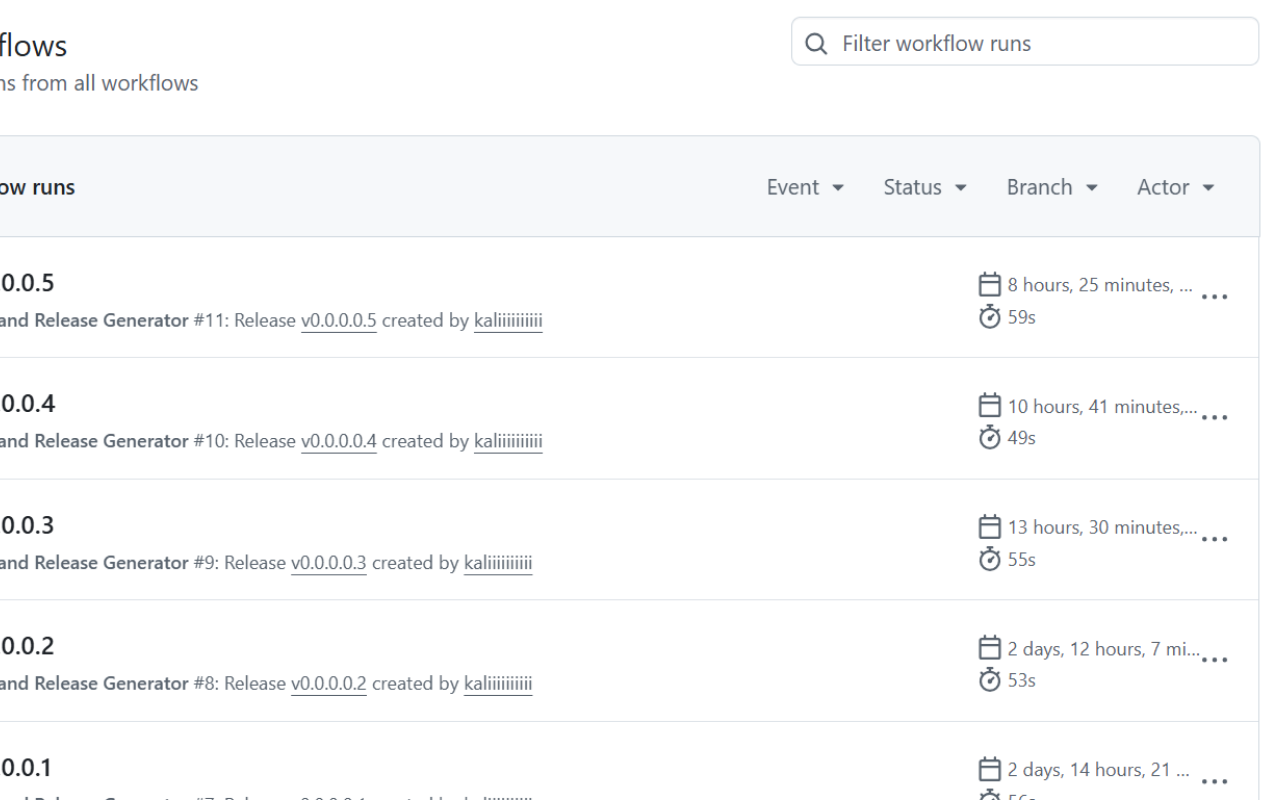 flows
Filter workflow runs
ns from all workflows
ow runs
Event
Status
Branch
Actor
0.0.5
8 hours, 25 minutes, ...
and Release Generator #11: Release v0.0.0.0.5 created by kaliiiiiiiiii
59s
0.0.4
10 hours, 41 minutes,...
and Release Generator #10: Release v0.0.0.0.4 created by kaliiiiiiiiii
49s
0.0.3
13 hours, 30 minutes,...
and Release Generator #9: Release v0.0.0.0.3 created by kaliiiiiiiiii
55s
0.0.2
2 days, 12 hours, 7 mi...
and Release Generator #8: Release v0.0.0.0.2 created by kaliiiiiiiiii
53s
0.0.1
2 days, 14 hours, 21 ...